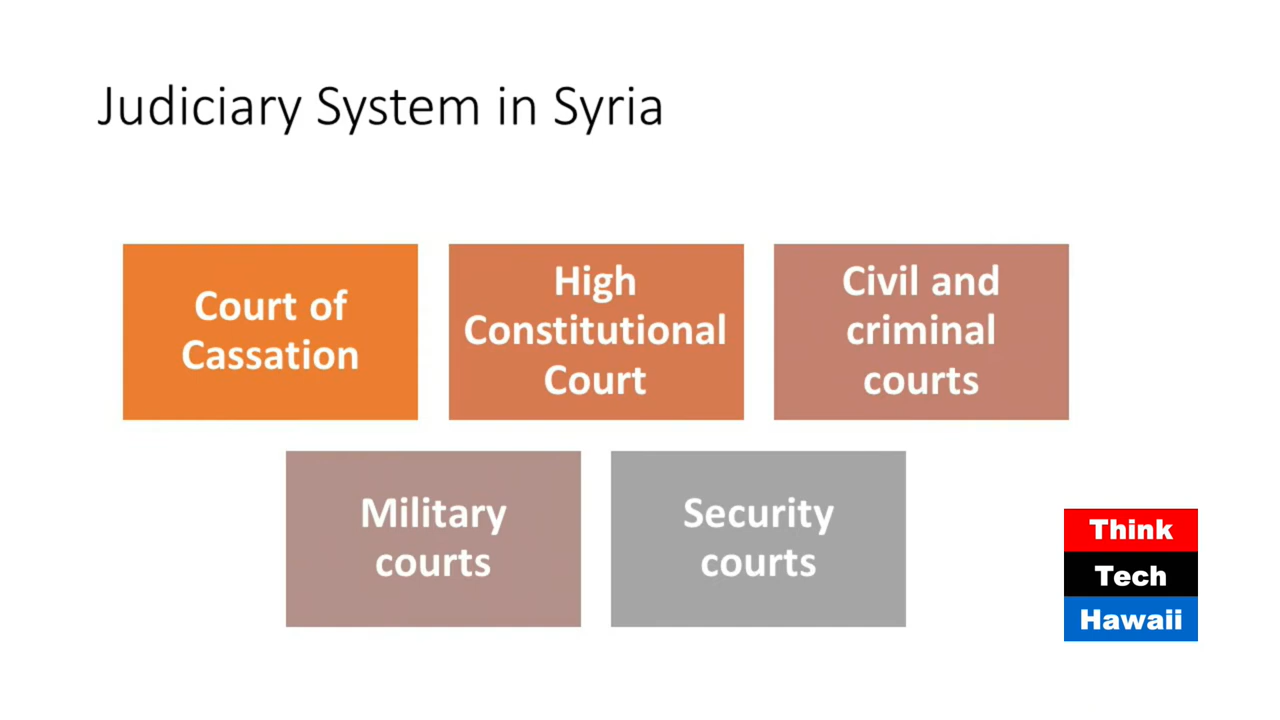 Judiciary System in Syria
Court of
Cassation
High
Constitutional
Court
Civil and
criminal
courts
Military
courts
Security
courts
Think
Tech
Hawaii